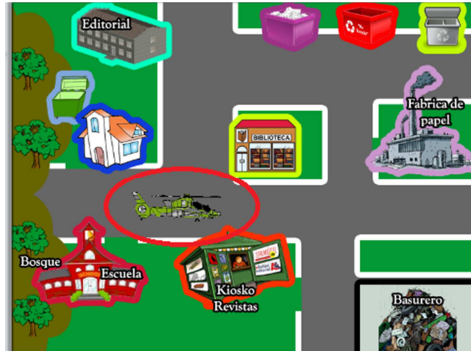 Editorial
Fabrica de
papel
BIBLIOTECA
Bosque
Escuela
Kiosko
Revistas
Basurero